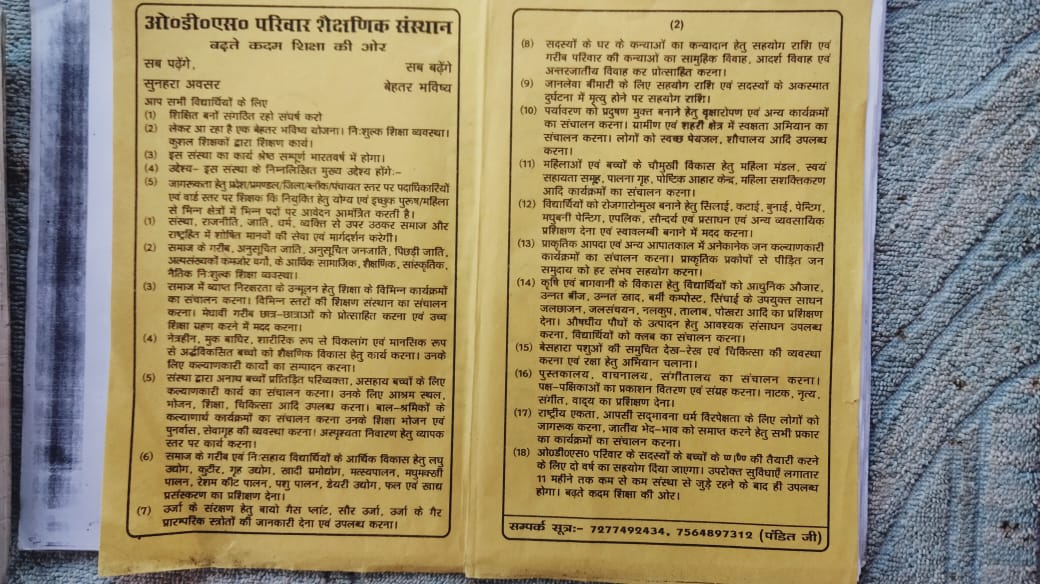 ओ०डी०एस० परिवार शैक्षणिक संस्थान
बढ़ते कदम शिक्षा की ओर
सब पढ़ेंगे, सब बढ़ेंगे
सुनहरा अवसर बेहतर भविष्य
आप सभी विद्यार्थियों के लिए
(1) शिक्षित बनों संगठित रहो संघर्ष करो
(2) लेकर आ रहा है एक बेहतर भविष्य योजना। निःशुल्क शिक्षा व्यवस्था।
कुशल शिक्षकों द्वारा शिक्षण कार्य।
(3) इस संस्था का कार्य श्रेष्ठ सम्पूर्ण भारतवर्ष में होगा।
(4) उद्देश्य- इस संस्था के निम्नलिखित मुख्य उद्देश्य होंगे:-
(5) जागरूकता हेतु प्रदेश/प्रमण्डल/जिला/ब्लॉक/पंचायत स्तर पर पदाधिकारियों
एवं वार्ड स्तर पर शिक्षक कि नियुक्ति हेतु योग्य एवं इच्छुक पुरूष/महिला
से भिन्न क्षेत्रों में भिन्न पदों पर आवेदन आमंत्रित करती है।
(1) संस्था, राजनीति, जाति, धर्म, व्यक्ति से उपर उठकर समाज और
राष्ट्रहित में शोषित मानवों की सेवा एवं मार्गदर्शन करेगी।
(2) समाज के गरीब, अनुसूचित जाति, अनुसूचित जनजाति, पिछड़ी जाति,
अल्पसंख्यकों कमजोर वर्गो, के आर्थिक सामाजिक, शैक्षणिक, सांस्कृतिक,
नैतिक निःशुल्क शिक्षा व्यवस्था।
(3) समाज में ब्याप्त निरक्षरता के उन्मूलन हेतु शिक्षा के विभिन्न कार्यक्रमों
का संचालन करना। विभिन्न स्तरों की शिक्षण संस्थान का संचालन
करना। मेधावी गरीब छात्र-छात्राओं को प्रोत्साहित करना एवं उच्च
शिक्षा ग्रहण करने में मदद करना।
(4) नेत्रहीन, मुक बाधिर, शारीरिक रूप से विकलांग एवं मानसिक रूप
से अर्द्धविकसित बच्चो को शैक्षणिक विकास हेतु कार्य करना। उनके
लिए कल्याणकारी कार्यो का सम्पादन करना।
(5) संस्था द्वारा अनाथ बच्चों प्रतिड़ित परिव्यक्ता, असहाय बच्चों के लिए
कल्याणकारी कार्य का संचालन करना। उनके लिए आश्रम स्थल,
भोजन, शिक्षा, चिकित्सा आदि उपलब्ध करना। बाल-श्रमिकों के
कल्याणार्थ कार्यक्रमों का संचालन करना उनके शिक्षा भोजन एवं
पुनर्वास, सेवागृह की व्यवस्था करना। अस्पृश्यता निवारण हेतु व्यापक
स्तर पर कार्य करना।
(6) समाज के गरीब एवं निःसहाय विद्यार्थियों के आर्थिक विकास हेतु लघु
उद्योग, कुटीर, गृह उद्योग, खादी प्रमोद्योग, मत्स्यपालन, मधुमक्खी
पालन, रेशम कीट पालन, पशु पालन, डेयरी उद्योग, फल एवं खाद्य
प्रसंस्करण का प्रशिक्षण देना।
(7) उर्जा के संरक्षण हेतु बायो गैस प्लांट, सौर उर्जा, उर्जा के गैर
प्रारम्परिक स्त्रोतों की जानकारी देना एवं उपलब्ध करना।
(2)
(8) सदस्यों के घर के कन्याओं का कन्यादान हेतु सहयोग राशि एवं
गरीब परिवार की कन्याओं का सामुहिक विवाह, आदर्श विवाह एवं
अन्तरजातीय विवाह कर प्रोत्साहित करना।
(9) जानलेवा बीमारी के लिए सहयोग राशि एवं सदस्यों के अकस्मात
दुर्घटना में मृत्यु होने पर सहयोग राशि।
(10) पर्यावरण को प्रदुषण मुक्त बनाने हेतु वृक्षारोपण एवं अन्य कार्यक्रमों
का संचालन करना। ग्रामीण एवं शहरी क्षेत्र में स्वक्षता अभियान का
संचालन करना। लोगों को स्वच्छ पेयजल, शौचालय आदि उपलब्ध
करना।
(11) महिलाओं एवं बच्चों के चौमुखी विकास हेतु महिला मंडल, स्वयं
सहायता समूह, पालना गृह, पोष्टिक आहार केन्द्र, महिला सशक्तिकरण
आदि कार्यक्रमों का संचालन करना।
(12) विद्यार्थियों को रोजगारोन्मुख बनाने हेतु सिलाई, कटाई, बुनाई, पेन्टिग,
मधुबनी पेन्टिग, एपलिक, सौन्दर्य एवं प्रसाधन एवं अन्य व्यवसायिक
प्रशिक्षण देना एवं स्वावलम्बी बनाने में मदद करना।
(13) प्राकृतिक आपदा एवं अन्य आपातकाल में अनेकानेक जन कल्याणकारी
कार्यक्रमों का संचालन करना। प्राकृतिक प्रकोपों से पीड़ित जन
समुदाय को हर संभव सहयोग करना।
(14) कृषि एवं बागवानी के विकास हेतु विद्यार्थियों को आधुनिक औजार,
उन्नत बीज, उन्नत खाद, बर्मी कम्पोस्ट, सिंचाई के उपयुक्त साधन
जलछाजन, जलसंचयन, नलकुप, तालाब, पोखरा आदि का प्रशिक्षण
देना। औषधीय पौधों के उत्पादन हेतु आवश्यक संसाधन उपलब्ध
करना, विद्यार्थियों को क्लब का संचालन करना।
(15) बेसहारा पशुओं की समुचित देख-रेख एवं चिकित्सा की व्यवस्था
करना एवं रक्षा हेतु अभियान चलाना।
(16) पुस्तकालय, वाचनालय, संगीतालय का संचालन करना।
पक्ष-पक्षिकाओं का प्रकाशन वितरण एवं संग्रह करना। नाटक, नृत्य,
संगीत, वाद्य का प्रशिक्षण देना।
(17) राष्ट्रीय एकता, आपसी सद्भावना धर्म विरपेक्षता के लिए लोगों को
जागरूक करना, जातीय भेद-भाव को समाप्त करने हेतु सभी प्रकार
का कार्यक्रमों का संचालन करना।
(18) ओ०डी०एस० परिवार के सदस्यों के बच्चों के की तैयारी करने
के लिए दो वर्ष का सहयोग दिया जाएगा। उपरोक्त सुविधाएँ लगातार
11 महीने तक कम से कम संस्था से जुड़े रहने के बाद ही उपलब्ध
होगा। बढ़ते कदम शिक्षा की ओर।
सम्पर्क सूत्रः- 7277492434, 7564897312 (पंडित जी)